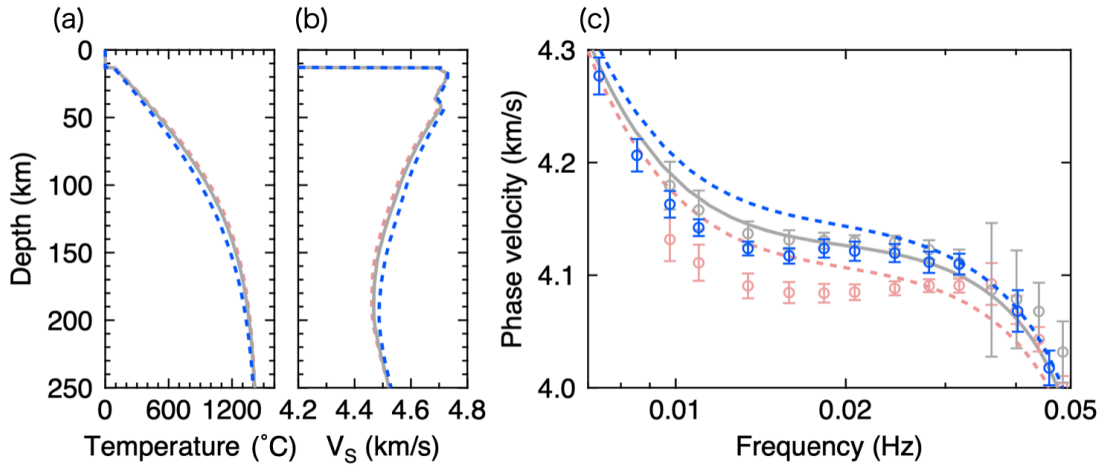 (a)
(b)
(c)
0
50
100
150
200
250
Depth (km)
0 600 1200
Temperature (˚C)
4.2 4.4 4.6 4.8
V_S (km/s)
4.3
4.2
4.1
4.0
Phase velocity (km/s)
0.01 0.02 0.05
Frequency (Hz)